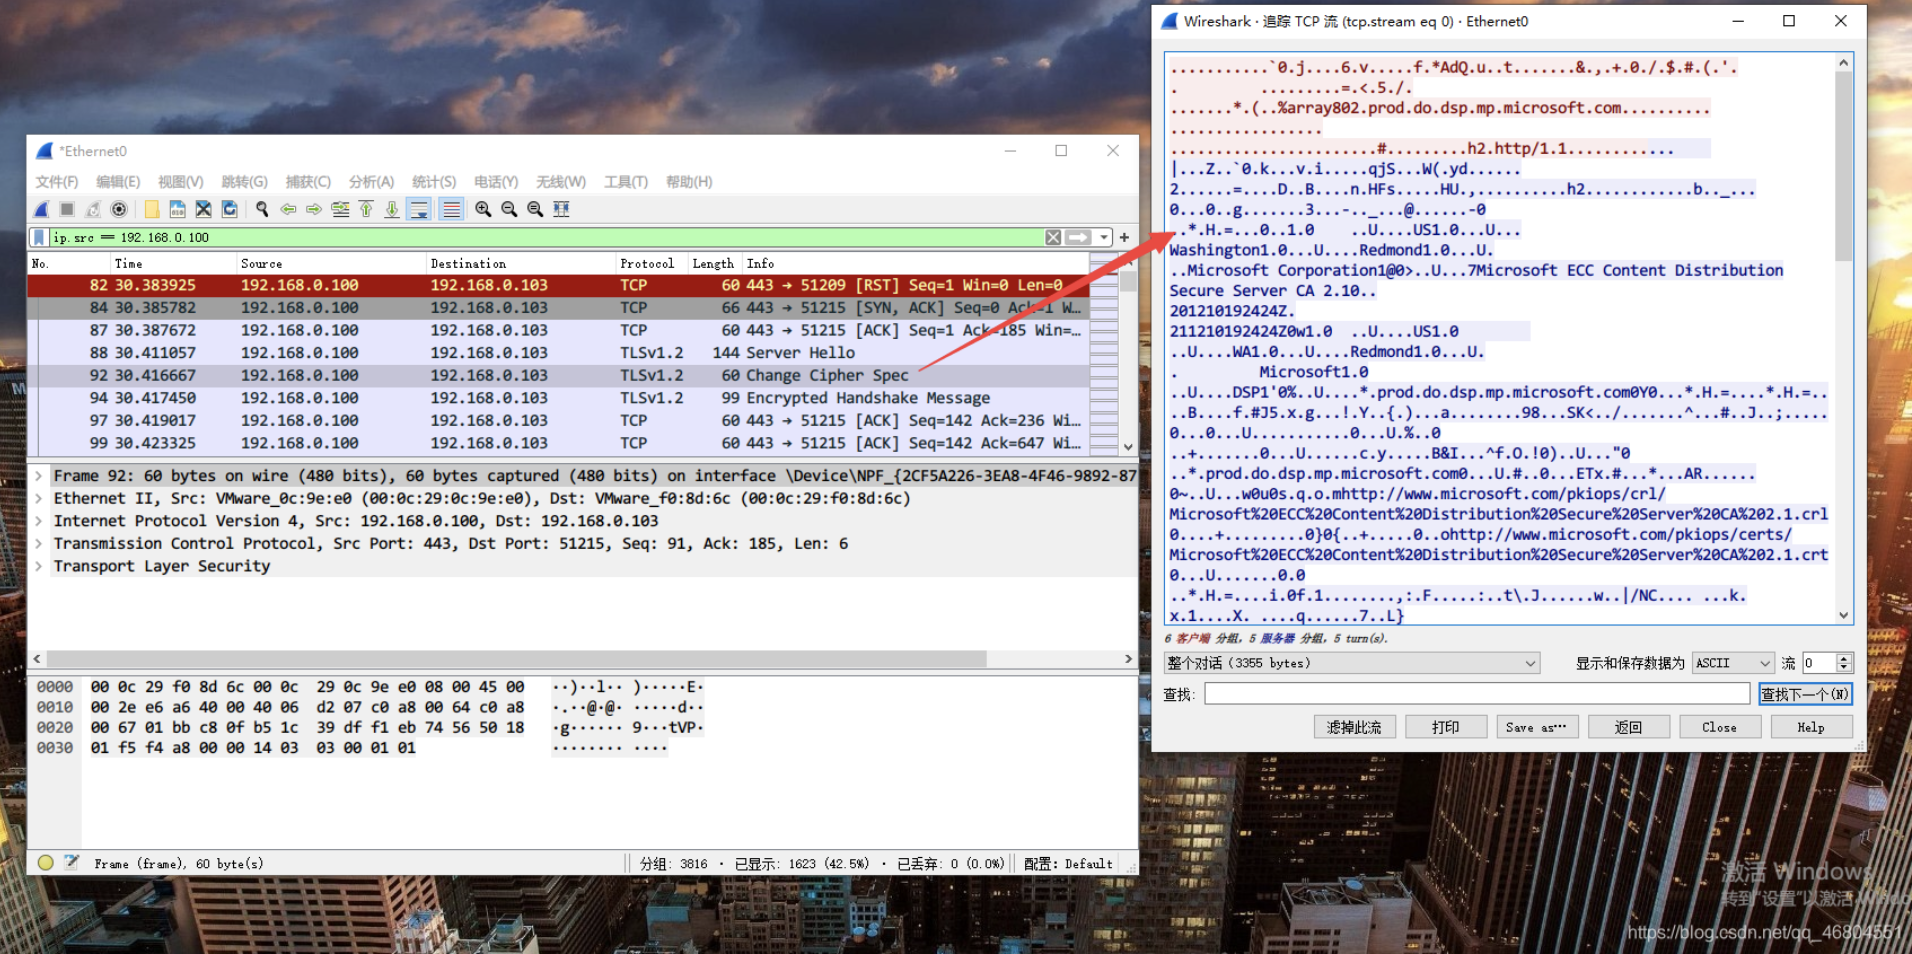 *Ethernet0
文件(F) 编辑(E) 视图(V) 跳转(G) 捕获(C) 分析(A) 统计(S) 电话(Y) 无线(W) 工具(T) 帮助(H)
ip.src == 192.168.0.100
No. Time Source Destination Protocol Length Info
82 30.383925 192.168.0.100 192.168.0.103 TCP 60 443 → 51209 [RST] Seq=1 Win=0 Len=0
84 30.385782 192.168.0.100 192.168.0.103 TCP 66 443 → 51215 [SYN, ACK] Seq=0 Ack=1 W…
87 30.387672 192.168.0.100 192.168.0.103 TCP 60 443 → 51215 [ACK] Seq=1 Ack=185 Win=…
88 30.411057 192.168.0.100 192.168.0.103 TLSv1.2 144 Server Hello
92 30.416667 192.168.0.100 192.168.0.103 TLSv1.2 60 Change Cipher Spec
94 30.417450 192.168.0.100 192.168.0.103 TLSv1.2 99 Encrypted Handshake Message
97 30.419017 192.168.0.100 192.168.0.103 TCP 60 443 → 51215 [ACK] Seq=142 Ack=236 Wi…
99 30.423325 192.168.0.100 192.168.0.103 TCP 60 443 → 51215 [ACK] Seq=142 Ack=647 Wi…
Frame 92: 60 bytes on wire (480 bits), 60 bytes captured (480 bits) on interface \Device\NPF_{2CF5A226-3EA8-4F46-9892-87
Ethernet II, Src: VMware_0c:9e:e0 (00:0c:29:0c:9e:e0), Dst: VMware_f0:8d:6c (00:0c:29:f0:8d:6c)
Internet Protocol Version 4, Src: 192.168.0.100, Dst: 192.168.0.103
Transmission Control Protocol, Src Port: 443, Dst Port: 51215, Seq: 91, Ack: 185, Len: 6
Transport Layer Security
0000 00 0c 29 f0 8d 6c 00 0c 29 0c 9e e0 08 00 45 00 ··)··l·· )·····E·
0010 00 2e e6 a6 40 00 40 06 d2 07 c0 a8 00 64 c0 a8 ·.··@·@· ·····d··
0020 00 67 01 bb c8 0f b5 1c 39 df f1 eb 74 56 50 18 ·g······ 9···tVP·
0030 01 f5 f4 a8 00 00 14 03 03 00 01 01 ········ ····
Frame (frame), 60 byte(s) 分组: 3816 · 已显示: 1623 (42.5%) · 已丢弃: 0 (0.0%) 配置: Default
Wireshark · 追踪 TCP 流 (tcp.stream eq 0) · Ethernet0
...........`0.j....6.v.....f.*AdQ.u..t.......&.,.+.0./.$.#.(.'.
. .........=.<.5./.
.......*.(..%array802.prod.do.dsp.mp.microsoft.com..........
.................
.......................#.........h2.http/1.1............
|...Z..`0.k...v.i.....qjS...W(.yd......
2......=....D..B....n.HFs.....HU.,..........h2............b.._...
0...0..g.......3...-.._...@......-0
..*.H.=...0..1.0 ..U....US1.0...U...
Washington1.0...U....Redmond1.0...U.
..Microsoft Corporation1@0>..U...7Microsoft ECC Content Distribution
Secure Server CA 2.10..
201210192424Z.
211210192424Z0w1.0 ..U....US1.0
..U....WA1.0...U....Redmond1.0...U.
. Microsoft1.0
..U....DSP1'0%..U....*.prod.do.dsp.mp.microsoft.com0Y0...*.H.=....*.H.=..
..B....f.#J5.x.g...!.Y..{.)...a........98...SK<../.......^...#..J..;.....
0...0...U...........0...U.%..0
..+.......0...U......c.y.....B&I...^f.O.!0)..U..."0
..*.prod.do.dsp.mp.microsoft.com0...U.#..0...ETx.#...*...AR......
0~..U...w0u0s.q.o.mhttp://www.microsoft.com/pkiops/crl/
Microsoft%20ECC%20Content%20Distribution%20Secure%20Server%20CA%202.1.crl
0....+.........0}0{..+.....0..ohttp://www.microsoft.com/pkiops/certs/
Microsoft%20ECC%20Content%20Distribution%20Secure%20Server%20CA%202.1.crt
0...U.......0.0
..*.H.=....i.0f.1........,:.F.....:..t\.J......w..|/NC.... ...k.
x.1....X. ....q......7..L}
6 客户端 分组, 5 服务器 分组, 5 turn(s).
整个对话 (3355 bytes) 显示和保存数据为 ASCII 流 0
查找: 查找下一个(N)
滤掉此流 打印 Save as… 返回 Close Help
激活 Windows
转到"设置"以激活
https://blog.csdn.net/qq_46804551